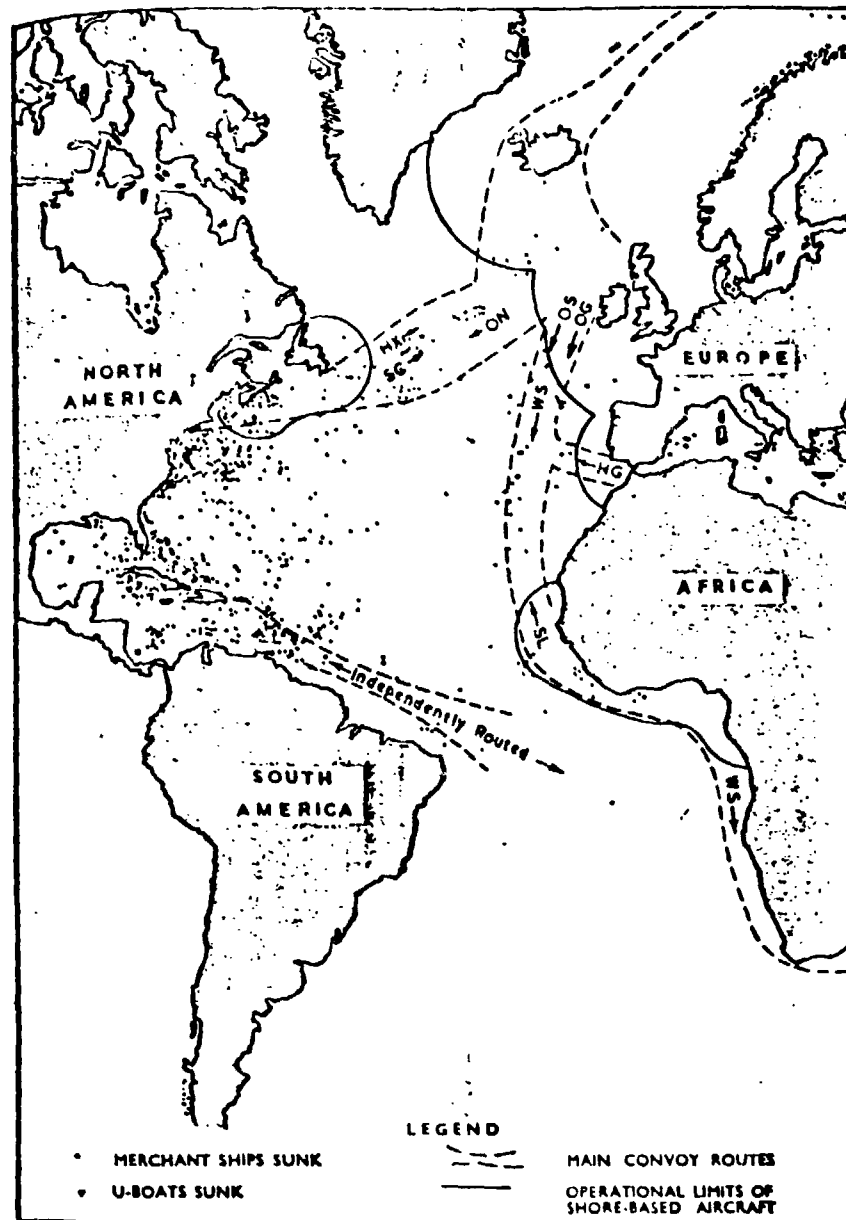 NORTH
AMERICA
HX
SG
ON
OS
OG
WS
EUROPE
HG
AFRICA
SL
Independently Routed
SOUTH
AMERICA
WS
LEGEND
MERCHANT SHIPS SUNK
MAIN CONVOY ROUTES
U-BOATS SUNK
OPERATIONAL LIMITS OF
SHORE-BASED AIRCRAFT